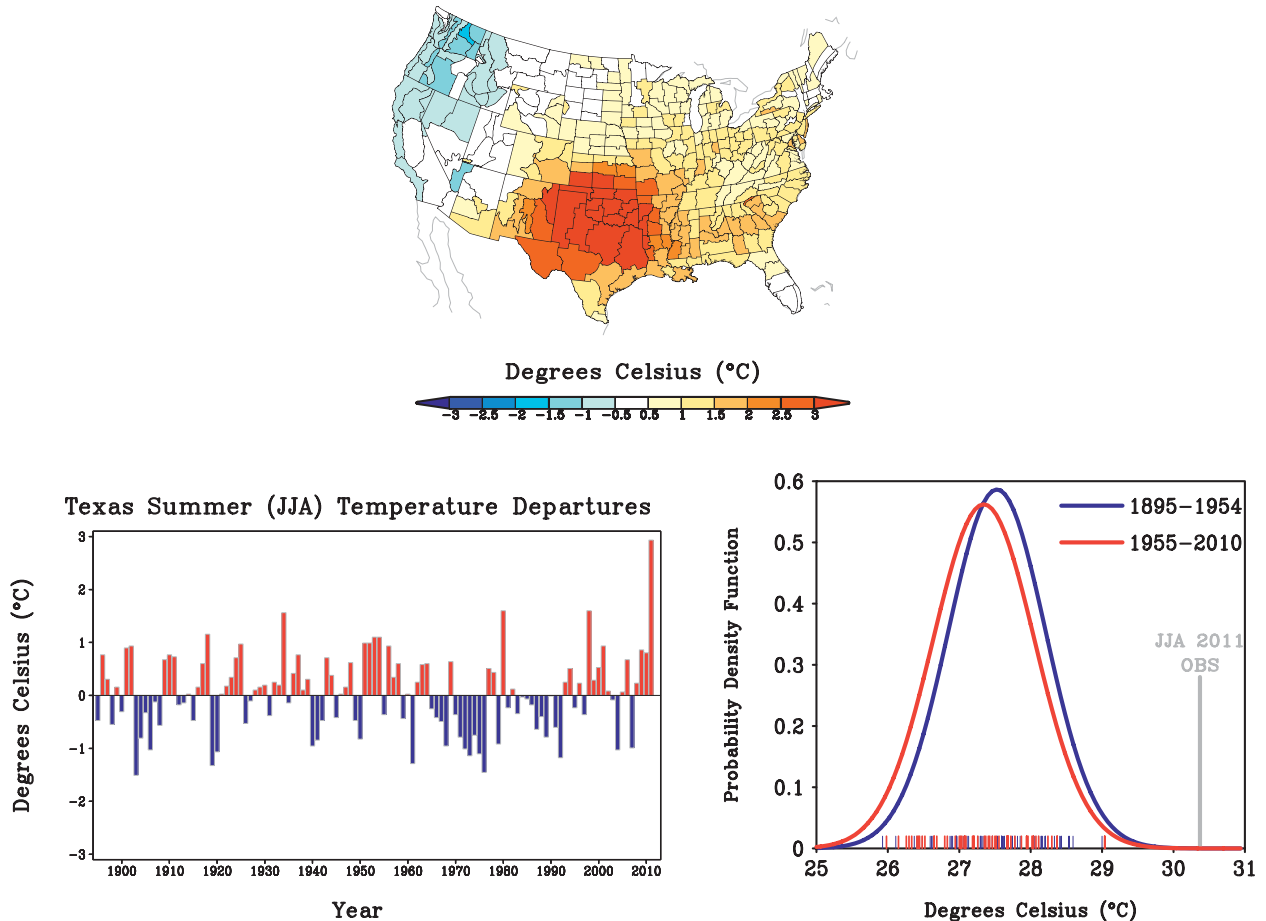 Degrees Celsius (°C)
-3 -2.5 -2 -1.5 -1 -0.5 0.5 1 1.5 2 2.5 3
Texas Summer (JJA) Temperature Departures
Degrees Celsius (°C)
3
2
1
0
-1
-2
-3
1900 1910 1920 1930 1940 1950 1960 1970 1980 1990 2000 2010
Year
Probability Density Function
0.6
0.5
0.4
0.3
0.2
0.1
0
1895-1954
1955-2010
JJA 2011
OBS
25 26 27 28 29 30 31
Degrees Celsius (°C)